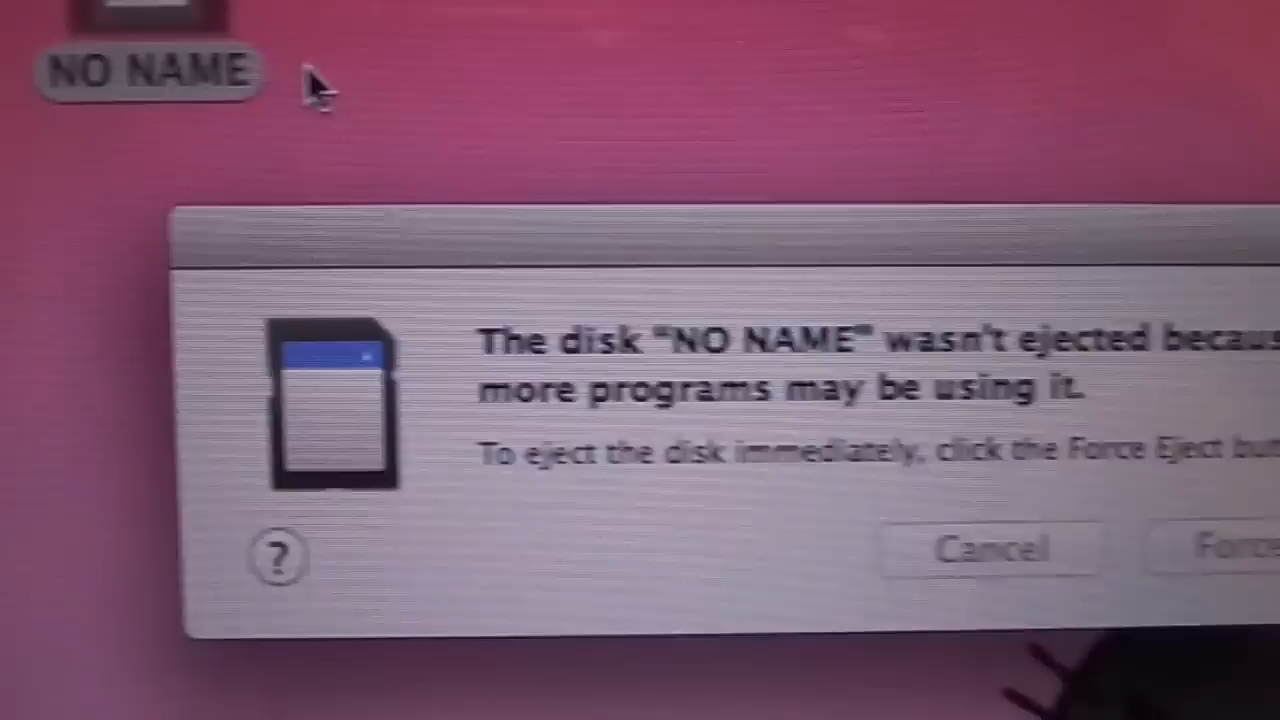 NO NAME
The disk "NO NAME" wasn't ejected becaus
more programs may be using it.
To eject the disk immediately, click the Force Eject but
?
Cancel
Force